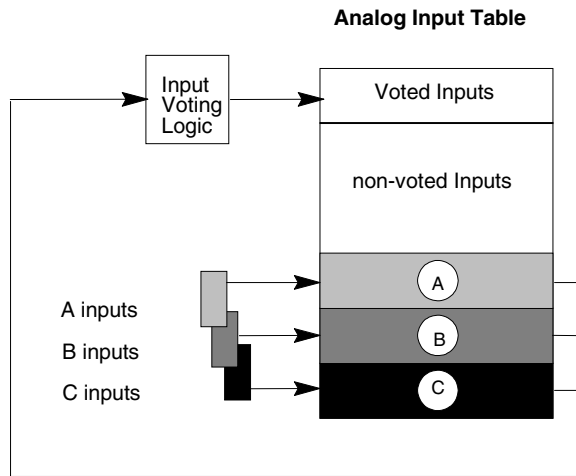 Analog Input Table
Input
Voting
Logic
Voted Inputs
non-voted Inputs
A
A inputs
B
B inputs
C
C inputs